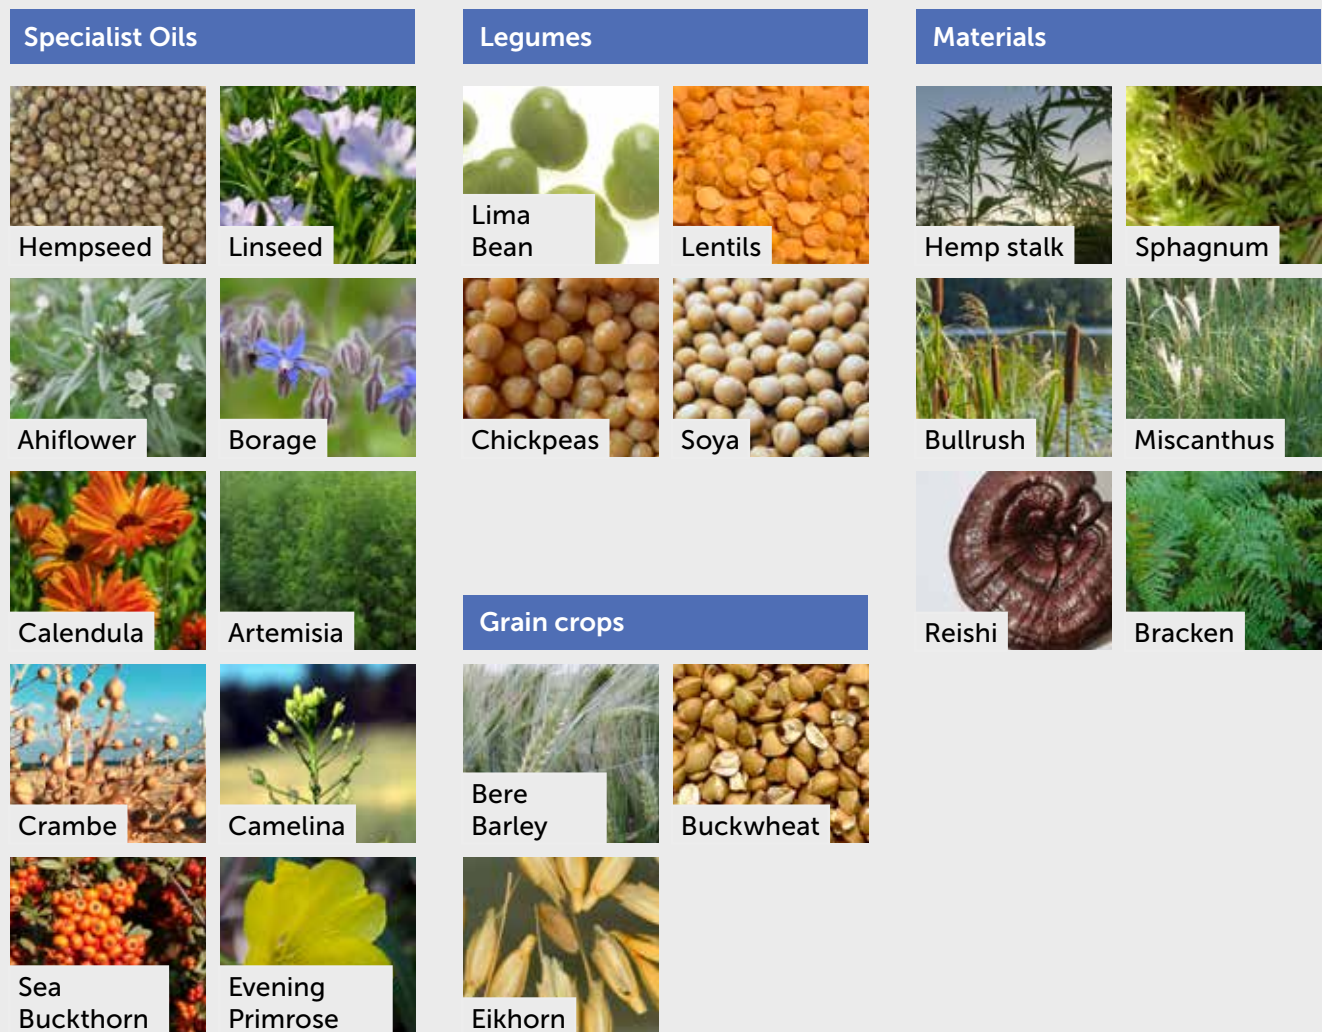 Specialist Oils
Hempseed
Linseed
Ahiflower
Borage
Calendula
Artemisia
Crambe
Camelina
Sea
Buckthorn
Evening
Primrose
Legumes
Lima
Bean
Lentils
Chickpeas
Soya
Grain crops
Bere
Barley
Buckwheat
Eikhorn
Materials
Hemp stalk
Sphagnum
Bullrush
Miscanthus
Reishi
Bracken